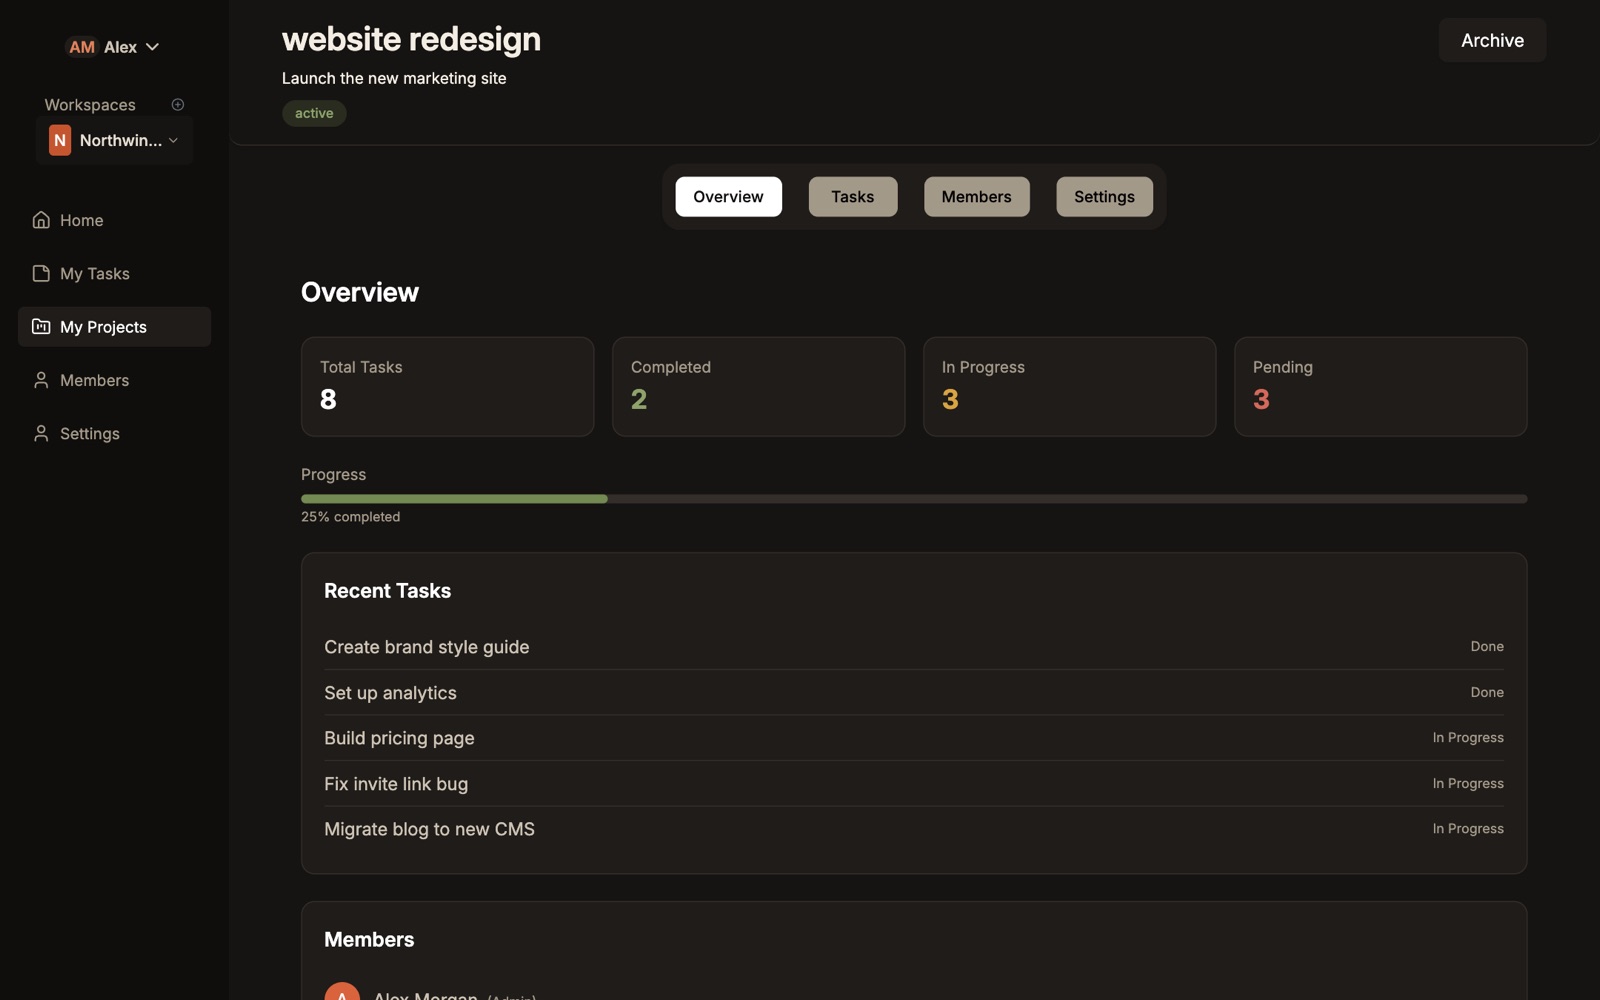 AM Alex
Workspaces
N Northwin...
Home
My Tasks
My Projects
Members
Settings
website redesign
Archive
Launch the new marketing site
active
Overview Tasks Members Settings
Overview
Total Tasks Completed In Progress Pending
8 2 3 3
Progress
25% completed
Recent Tasks
Create brand style guide Done
Set up analytics Done
Build pricing page In Progress
Fix invite link bug In Progress
Migrate blog to new CMS In Progress
Members
A Alex Morgan (Admin)